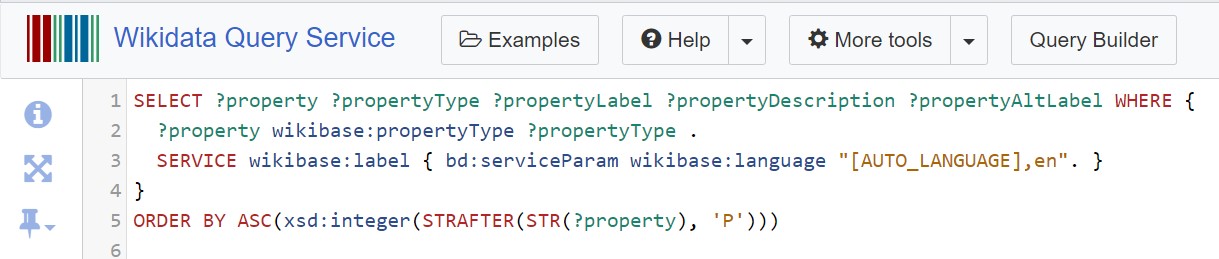 Wikidata Query Service Examples Help More tools Query Builder
1 SELECT ?property ?propertyType ?propertyLabel ?propertyDescription ?propertyAltLabel WHERE {
2 ?property wikibase:propertyType ?propertyType .
3 SERVICE wikibase:label { bd:serviceParam wikibase:language "[AUTO_LANGUAGE],en". }
4 }
5 ORDER BY ASC(xsd:integer(STRAFTER(STR(?property), 'P')))
6